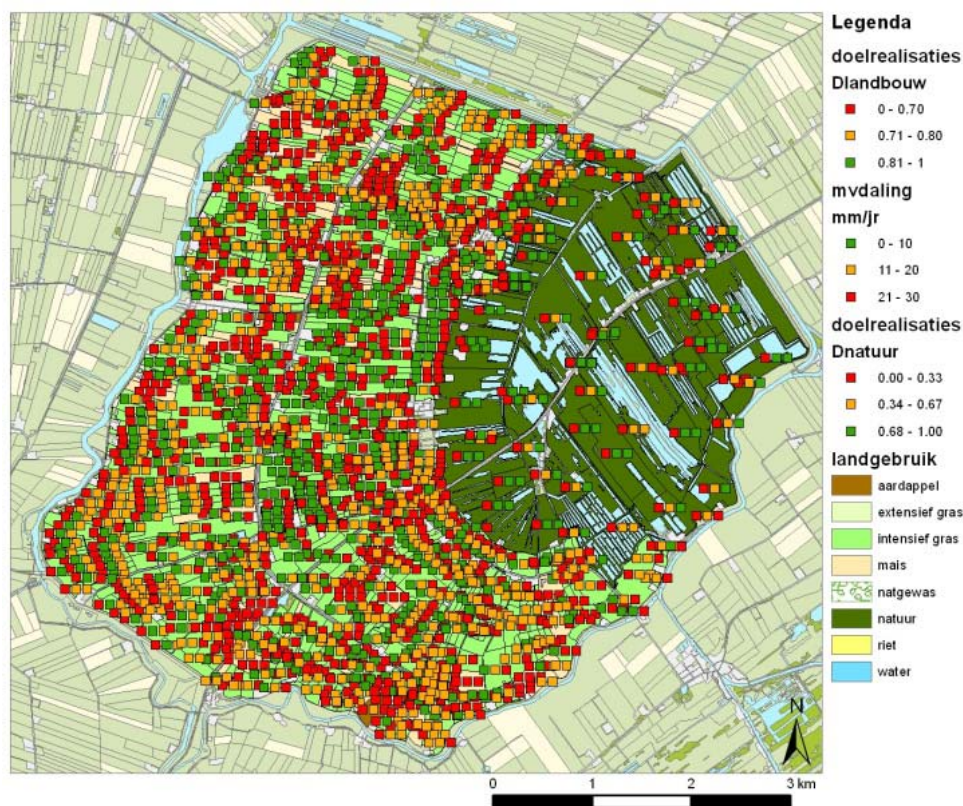 Legenda
doelrealisaties
Dlandbouw
0 - 0.70
0.71 - 0.80
0.81 - 1
mvdaling
mm/jr
0 - 10
11 - 20
21 - 30
doelrealisaties
Dnatuur
0.00 - 0.33
0.34 - 0.67
0.68 - 1.00
landgebruik
aardappel
extensief gras
intensief gras
mais
natgewas
natuur
riet
water
N
0 1 2 3 km